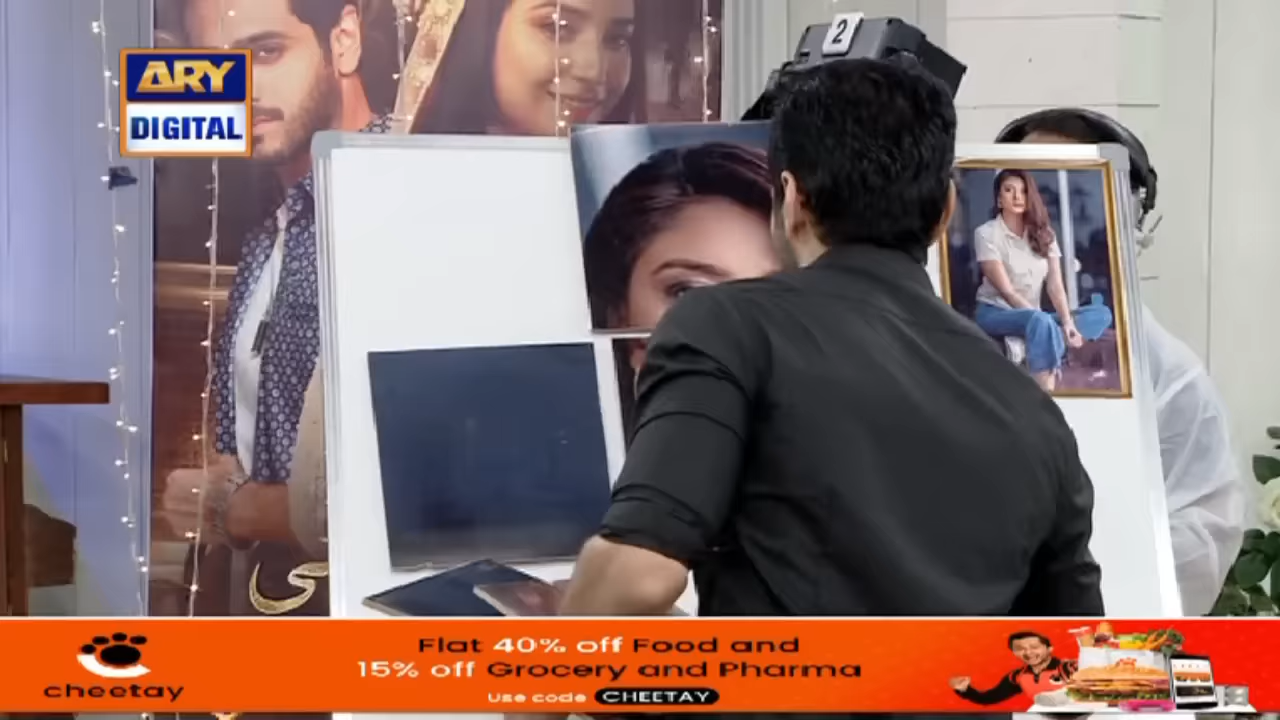 2
ARY
DIGITAL
cheetay
Flat 40% off Food and
15% off Grocery and Pharma
Use code CHEETAY